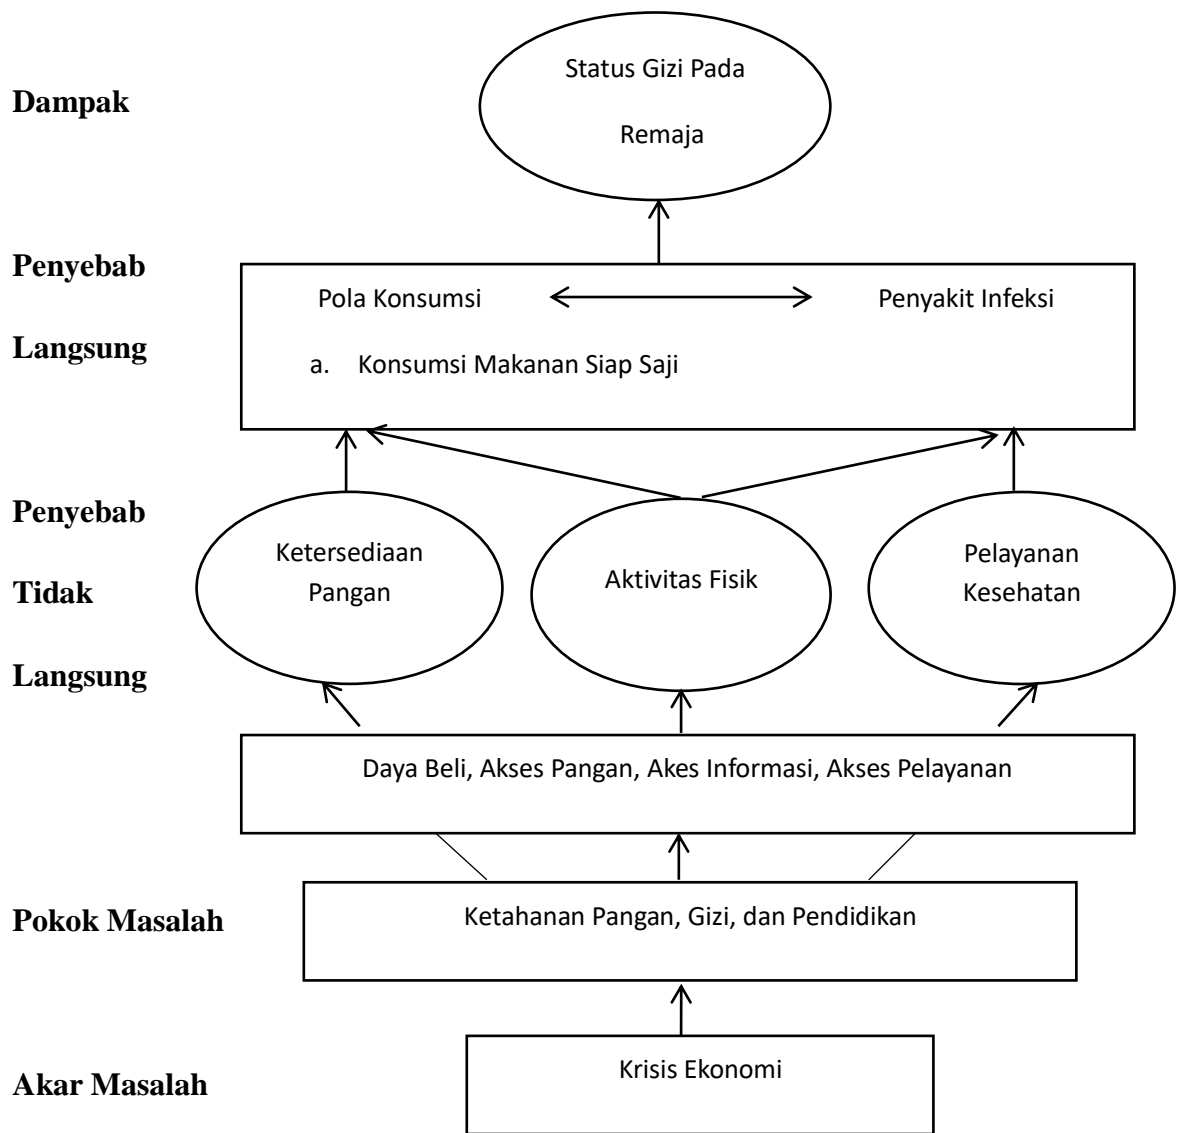 Status Gizi Pada
Remaja
Dampak
Penyebab
Langsung
Pola Konsumsi
Penyakit Infeksi
a. Konsumsi Makanan Siap Saji
Penyebab
Tidak
Langsung
Ketersediaan
Pangan
Aktivitas Fisik
Pelayanan
Kesehatan
Daya Beli, Akses Pangan, Akes Informasi, Akses Pelayanan
Pokok Masalah
Ketahanan Pangan, Gizi, dan Pendidikan
Akar Masalah
Krisis Ekonomi